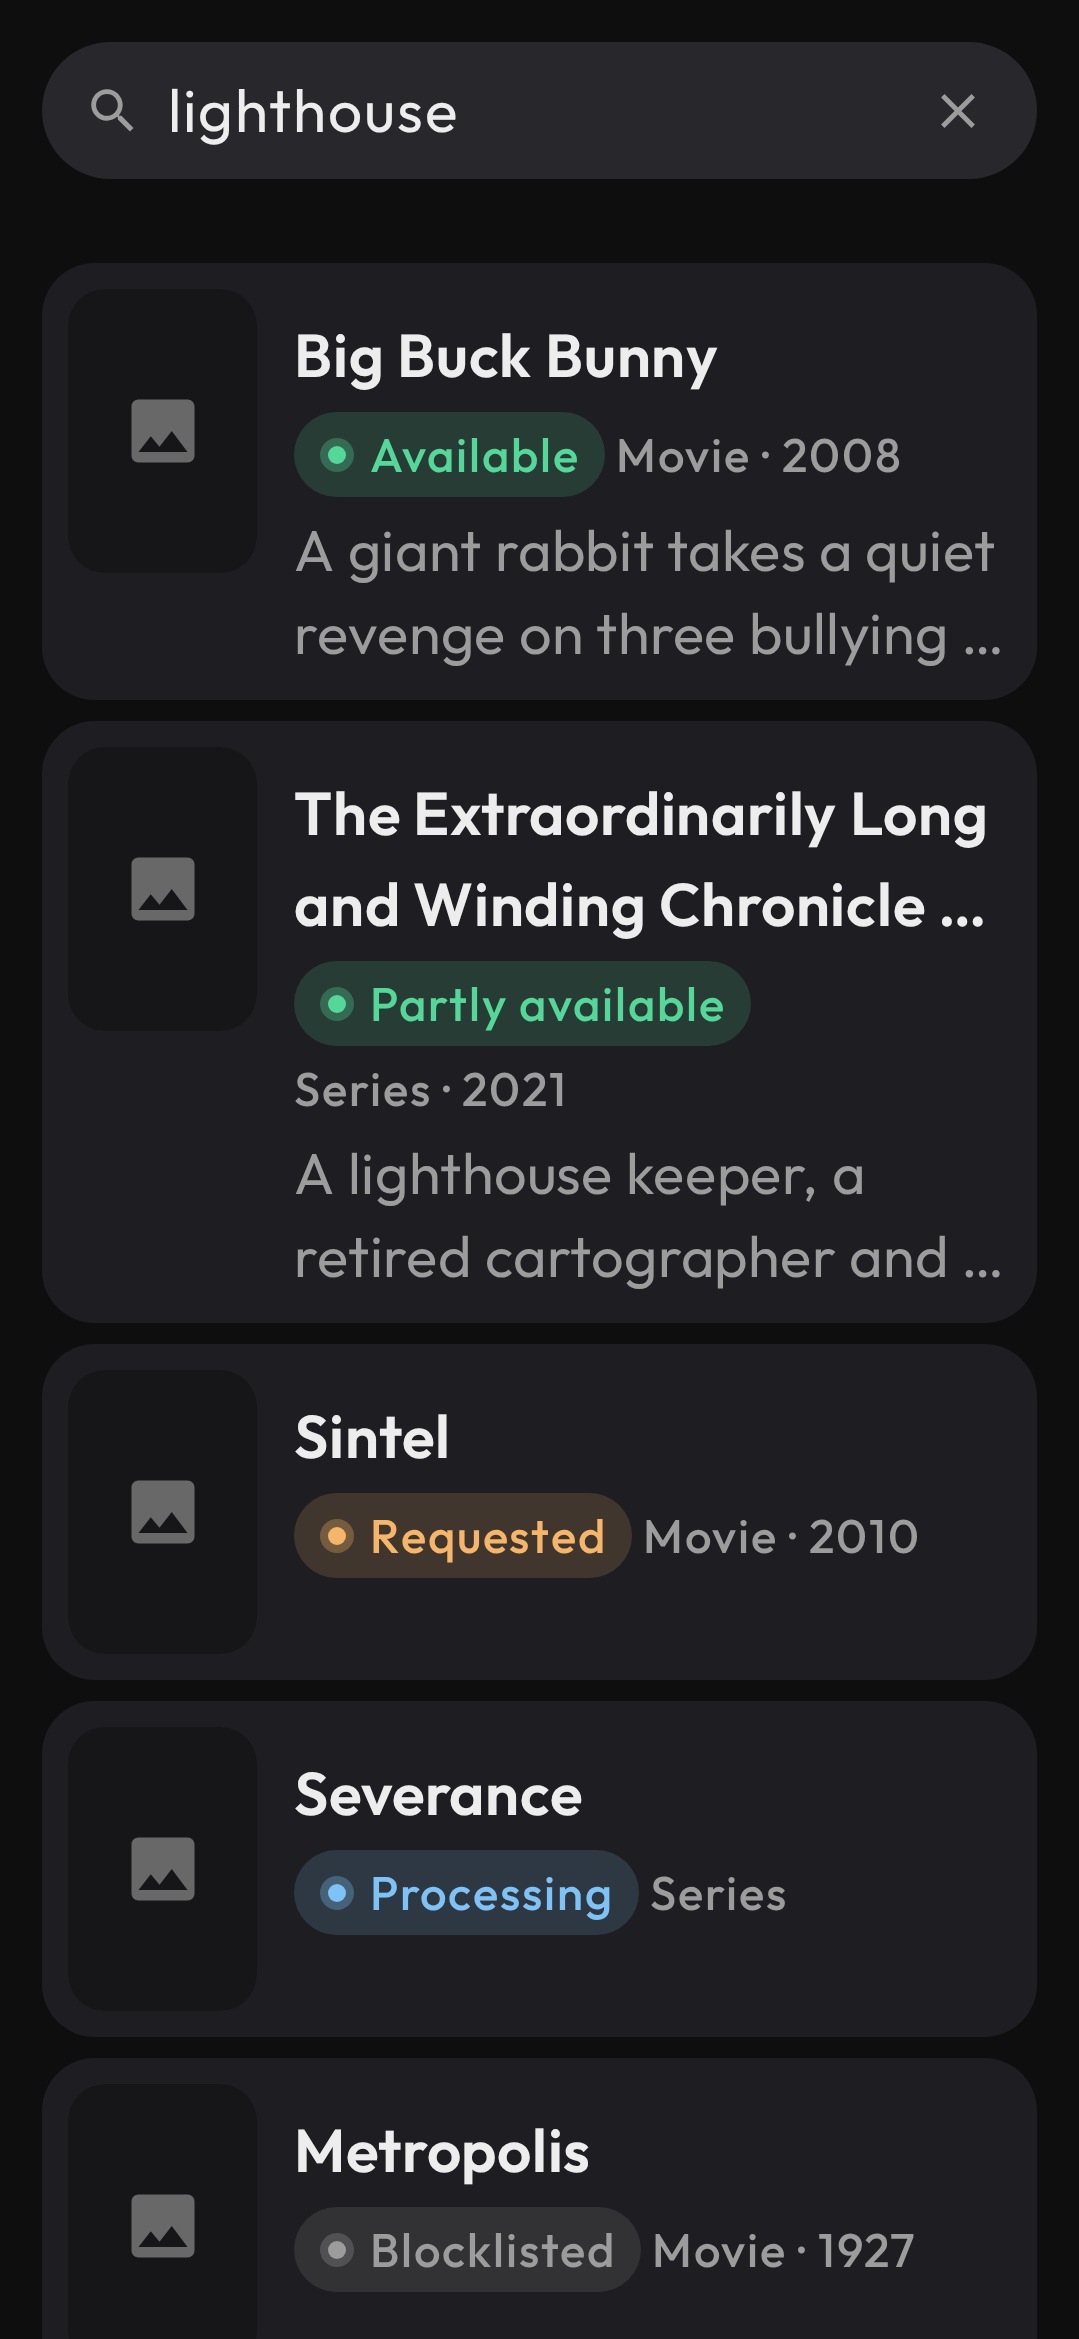 lighthouse
Big Buck Bunny
Available Movie · 2008
A giant rabbit takes a quiet
revenge on three bullying …
The Extraordinarily Long
and Winding Chronicle …
Partly available
Series · 2021
A lighthouse keeper, a
retired cartographer and …
Sintel
Requested Movie · 2010
Severance
Processing Series
Metropolis
Blocklisted Movie · 1927